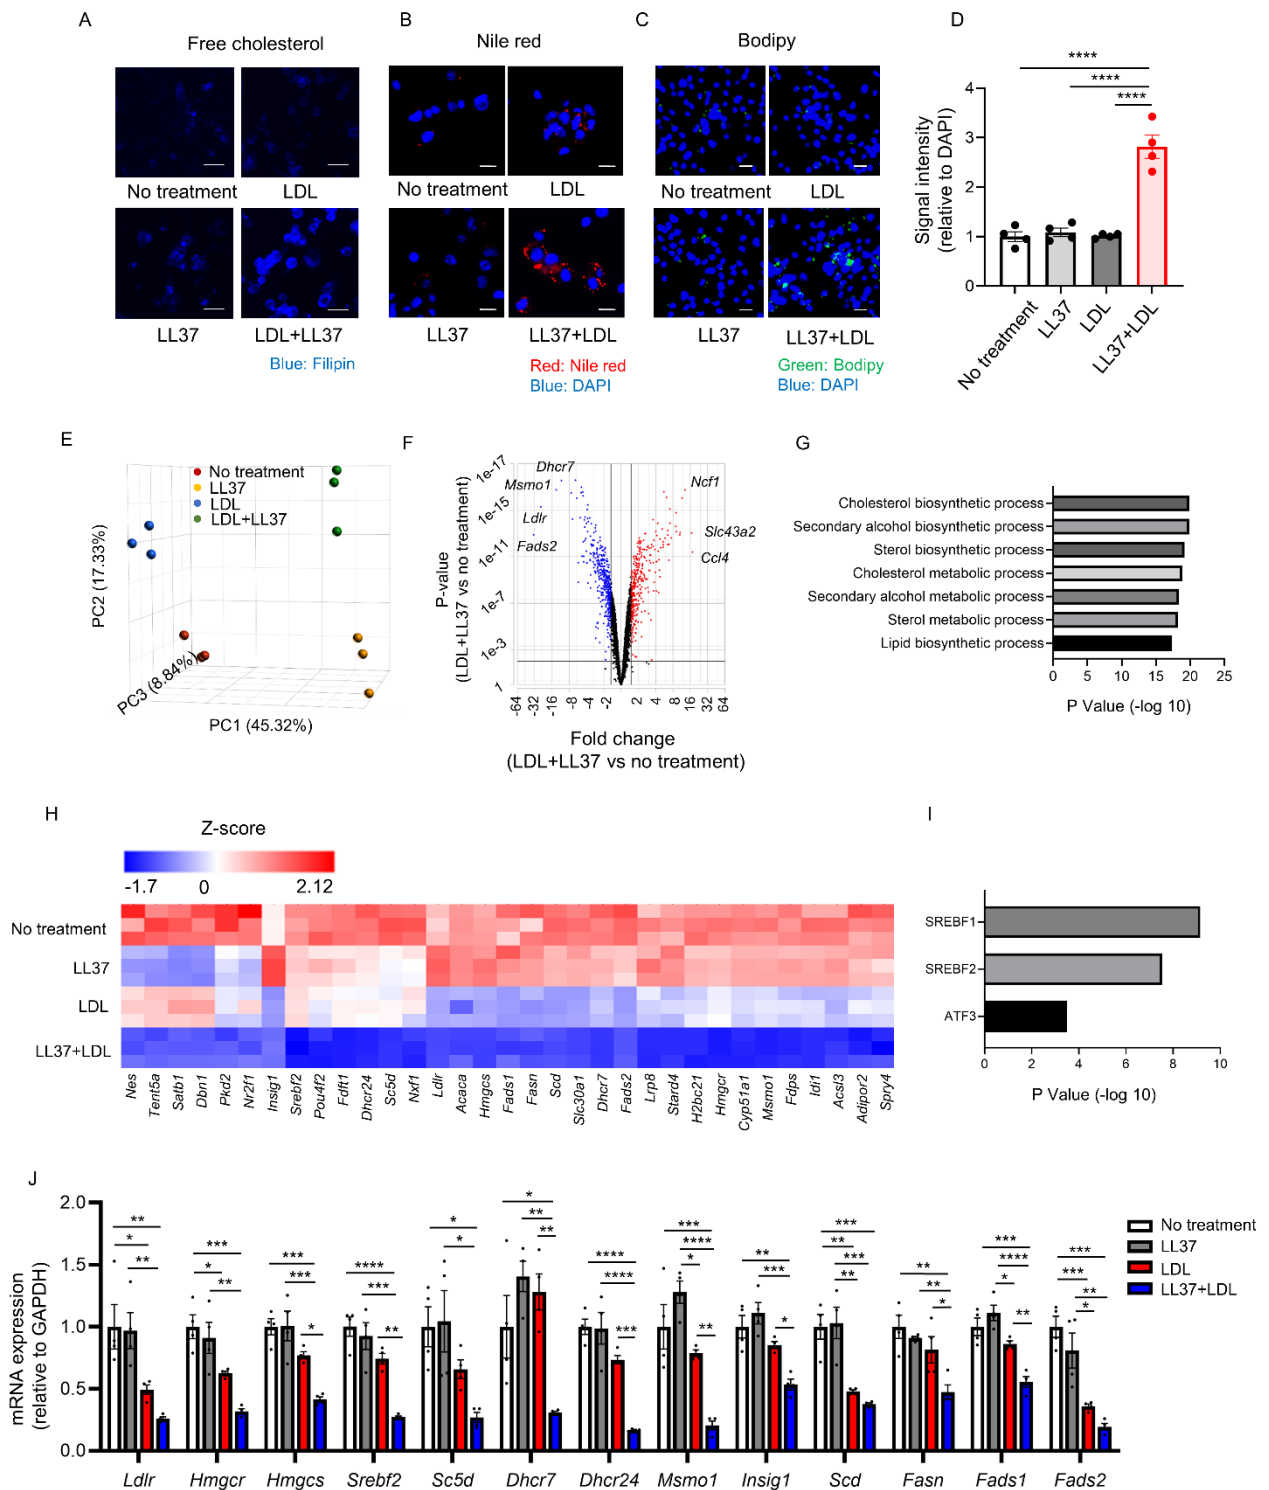 A
B
C
D
Free cholesterol
Nile red
Bodipy
No treatment
LDL
LL37
LDL+LL37
Blue: Filipin
No treatment
LDL
LL37
LL37+LDL
Red: Nile red
Blue: DAPI
No treatment
LDL
LL37
LL37+LDL
Green: Bodipy
Blue: DAPI
Signal intensity
(relative to DAPI)
4
3
2
1
0
****
****
****
No treatment
LL37
LDL
LL37+LDL
E
No treatment
LL37
LDL
LDL+LL37
PC2 (17.33%)
PC3 (8.84%)
PC1 (45.32%)
F
P-value
(LDL+LL37 vs no treatment)
1e-17
1e-15
1e-11
1e-7
1e-3
1
Dhcr7
Msmo1
Ldlr
Fads2
Ncf1
Slc43a2
Ccl4
-64
-32
-16
-8
-4
-2
2
4
8
16
32
64
Fold change
(LDL+LL37 vs no treatment)
G
Cholesterol biosynthetic process
Secondary alcohol biosynthetic process
Sterol biosynthetic process
Cholesterol metabolic process
Secondary alcohol metabolic process
Sterol metabolic process
Lipid biosynthetic process
0 5 10 15 20 25
P Value (-log 10)
H
Z-score
-1.7 0 2.12
No treatment
LL37
LDL
LL37+LDL
Nes
Tent5a
Satb1
Dbn1
Pkd2
Nr2f1
Insig1
Srebf2
Pou4f2
Fdft1
Dhcr24
Sc5d
Nxf1
Ldlr
Acaca
Hmgcs
Fads1
Fasn
Scd
Slc30a1
Dhcr7
Fads2
Lrp8
Stard4
H2bc21
Hmgcr
Cyp51a1
Msmo1
Fdps
Idi1
Acsl3
Adipor2
Spry4
I
SREBF1
SREBF2
ATF3
0 2 4 6 8 10
P Value (-log 10)
J
mRNA expression
(relative to GAPDH)
2.0
1.5
1.0
0.5
0.0
**
*
**
***
*
**
***
***
*
****
***
**
*
*
*
**
**
****
****
***
***
****
*
**
**
***
*
***
**
***
**
**
**
*
***
****
*
**
***
***
**
*
No treatment
LL37
LDL
LL37+LDL
Ldlr
Hmgcr
Hmgcs
Srebf2
Sc5d
Dhcr7
Dhcr24
Msmo1
Insig1
Scd
Fasn
Fads1
Fads2